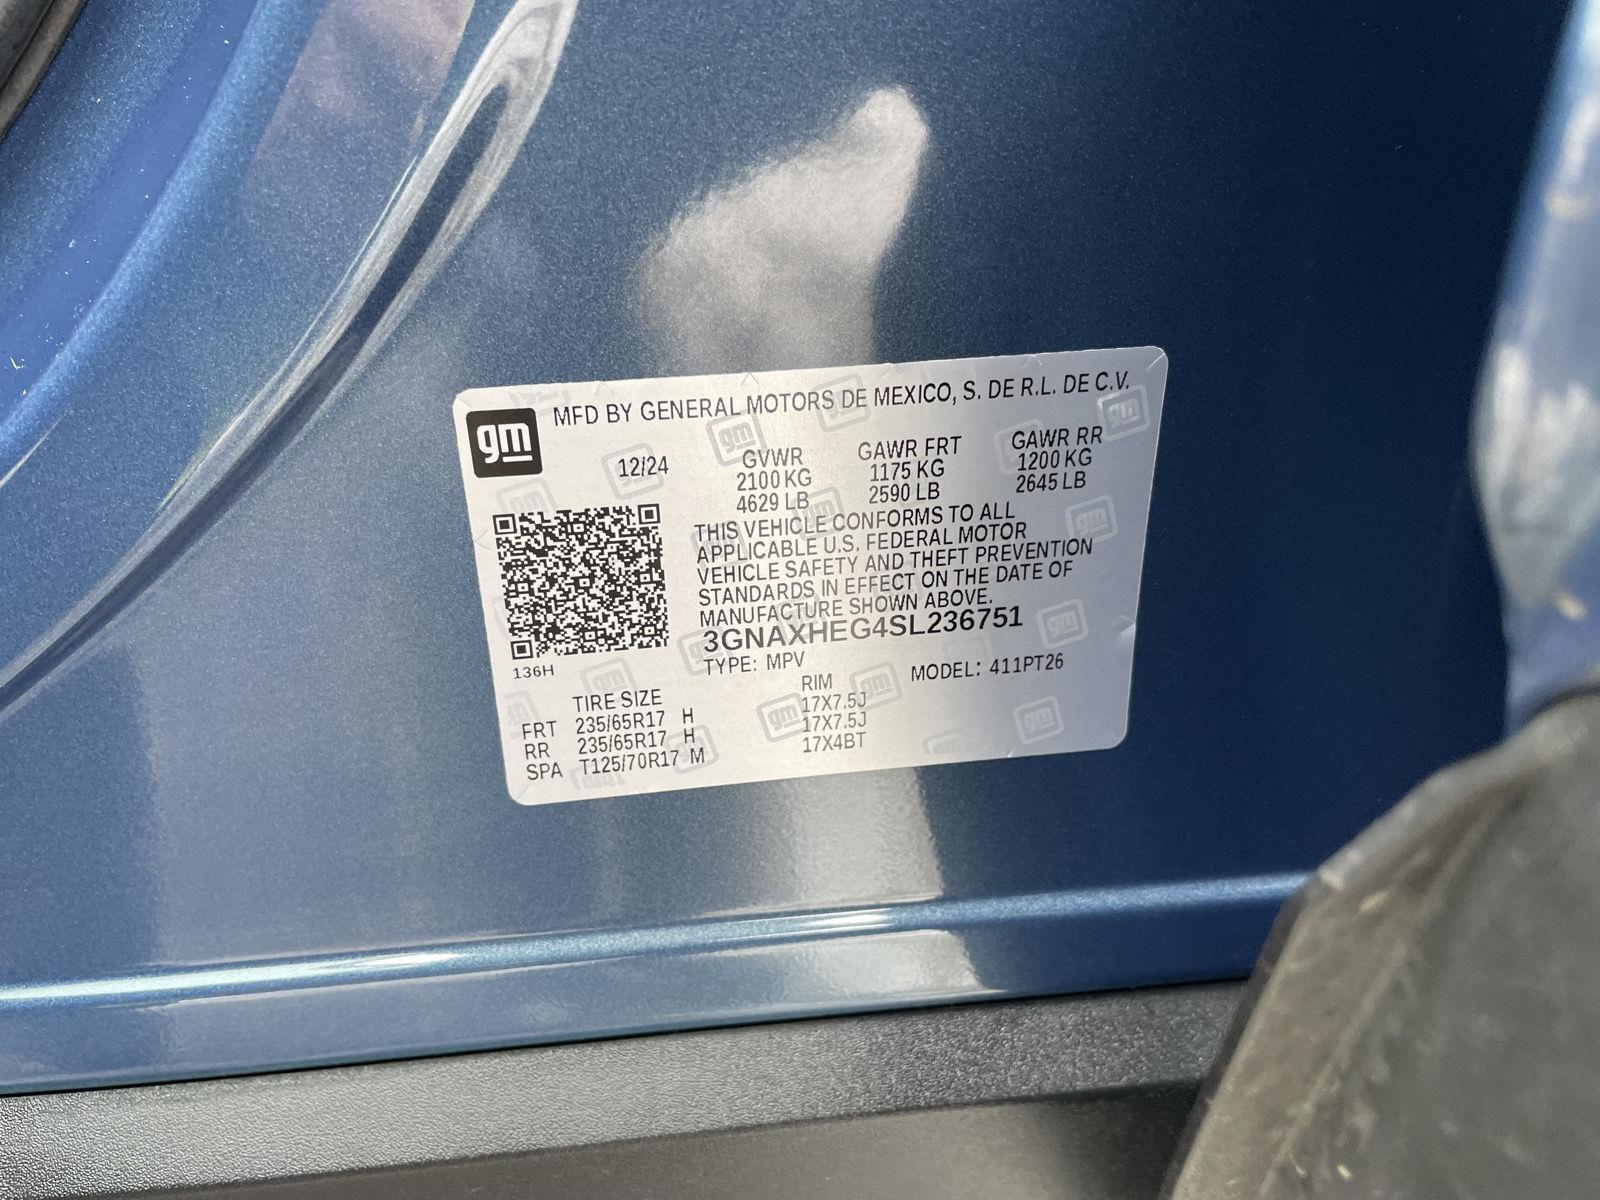 gm
MFD BY GENERAL MOTORS DE MEXICO, S. DE R.L. DE C.V.
12/24
GVWR GAWR FRT GAWR RR
2100 KG 1175 KG 1200 KG
4629 LB 2590 LB 2645 LB
THIS VEHICLE CONFORMS TO ALL
APPLICABLE U.S. FEDERAL MOTOR
VEHICLE SAFETY AND THEFT PREVENTION
STANDARDS IN EFFECT ON THE DATE OF
MANUFACTURE SHOWN ABOVE.
3GNAXHEG4SL236751
136H
TYPE: MPV MODEL: 411PT26
TIRE SIZE RIM
FRT 235/65R17 H 17X7.5J
RR 235/65R17 H 17X7.5J
SPA T125/70R17 M 17X4BT